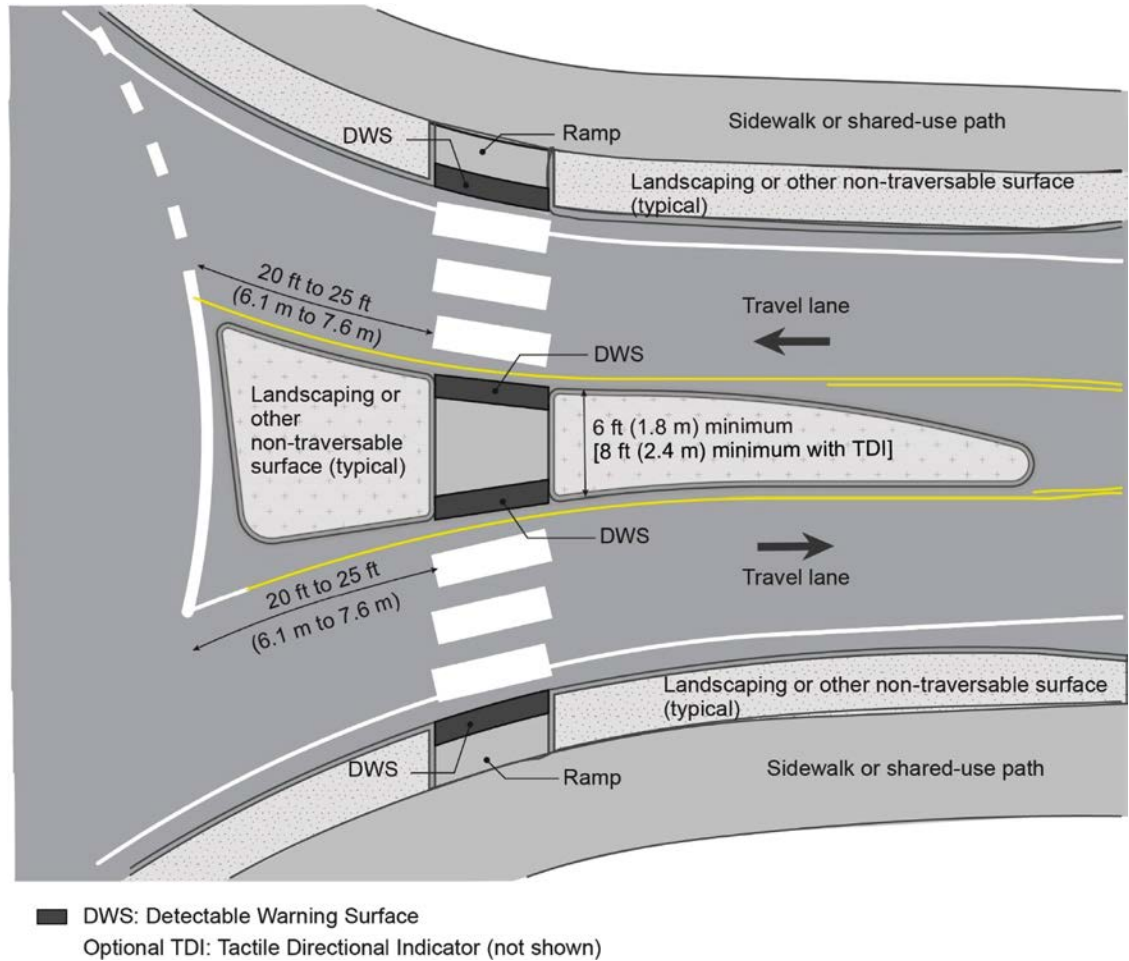 DWS
Ramp
Sidewalk or shared-use path
Landscaping or other non-traversable surface
(typical)
20 ft to 25 ft
(6.1 m to 7.6 m)
Travel lane
DWS
Landscaping or
other
non-traversable
surface (typical)
6 ft (1.8 m) minimum
[8 ft (2.4 m) minimum with TDI]
DWS
Travel lane
20 ft to 25 ft
(6.1 m to 7.6 m)
Landscaping or other non-traversable surface
(typical)
DWS
Ramp
Sidewalk or shared-use path
DWS: Detectable Warning Surface
Optional TDI: Tactile Directional Indicator (not shown)